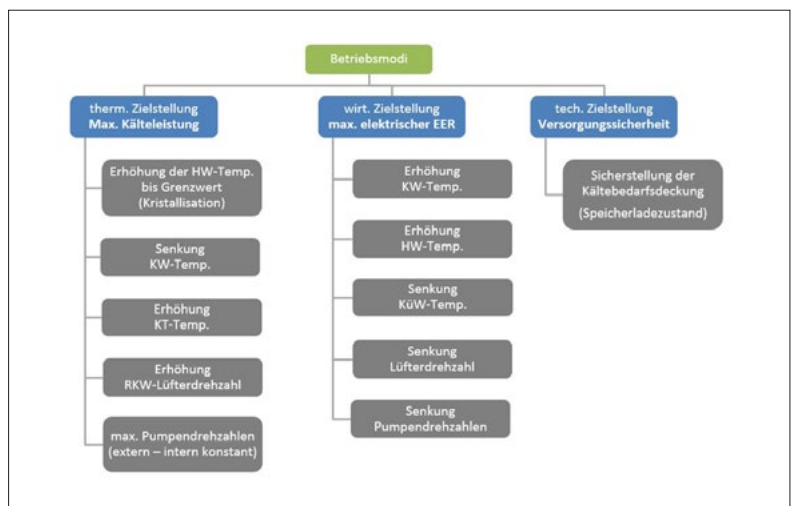 Betriebsmodi
therm. Zielstellung
Max. Kälteleistung
Erhöhung der HW-Temp.
bis Grenzwert
(Kristallisation)
Senkung
KW-Temp.
Erhöhung
KT-Temp.
Erhöhung
RKW-Lüfterdrehzahl
max. Pumpendrehzahlen
(extern – intern konstant)
wirt. Zielstellung
max. elektrischer EER
Erhöhung
KW-Temp.
Erhöhung
HW-Temp.
Senkung
KüW-Temp.
Senkung
Lüfterdrehzahl
Senkung
Pumpendrehzahlen
tech. Zielstellung
Versorgungssicherheit
Sicherstellung der
Kältebedarfsdeckung
(Speicherladezustand)